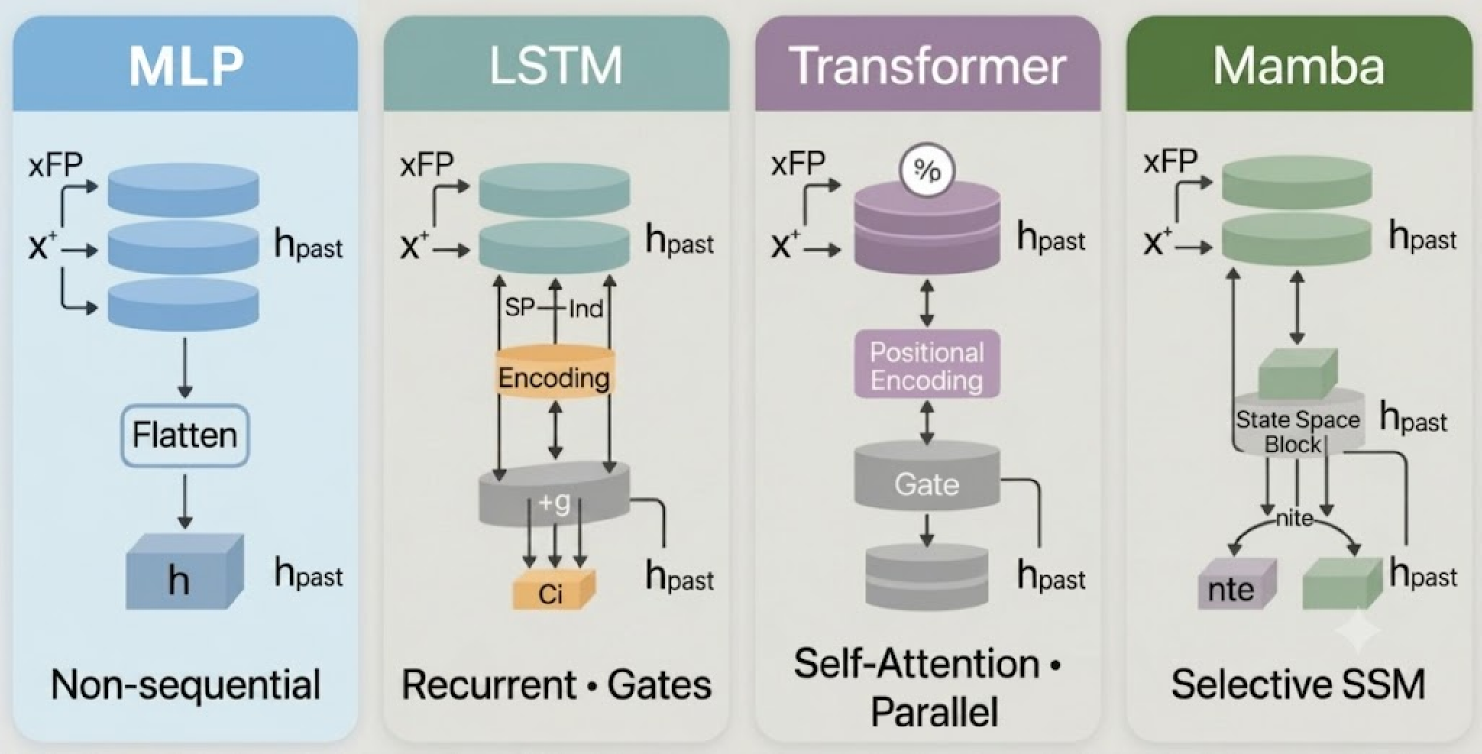 MLP
xFP
x⁺
hpast
Flatten
h
hpast
Non-sequential
LSTM
xFP
x⁺
hpast
SP
Ind
Encoding
+g
Ci
hpast
Recurrent • Gates
Transformer
%
xFP
x⁺
hpast
Positional
Encoding
Gate
hpast
Self-Attention •
Parallel
Mamba
xFP
x⁺
hpast
State Space
Block
hpast
nite
nte
hpast
Selective SSM